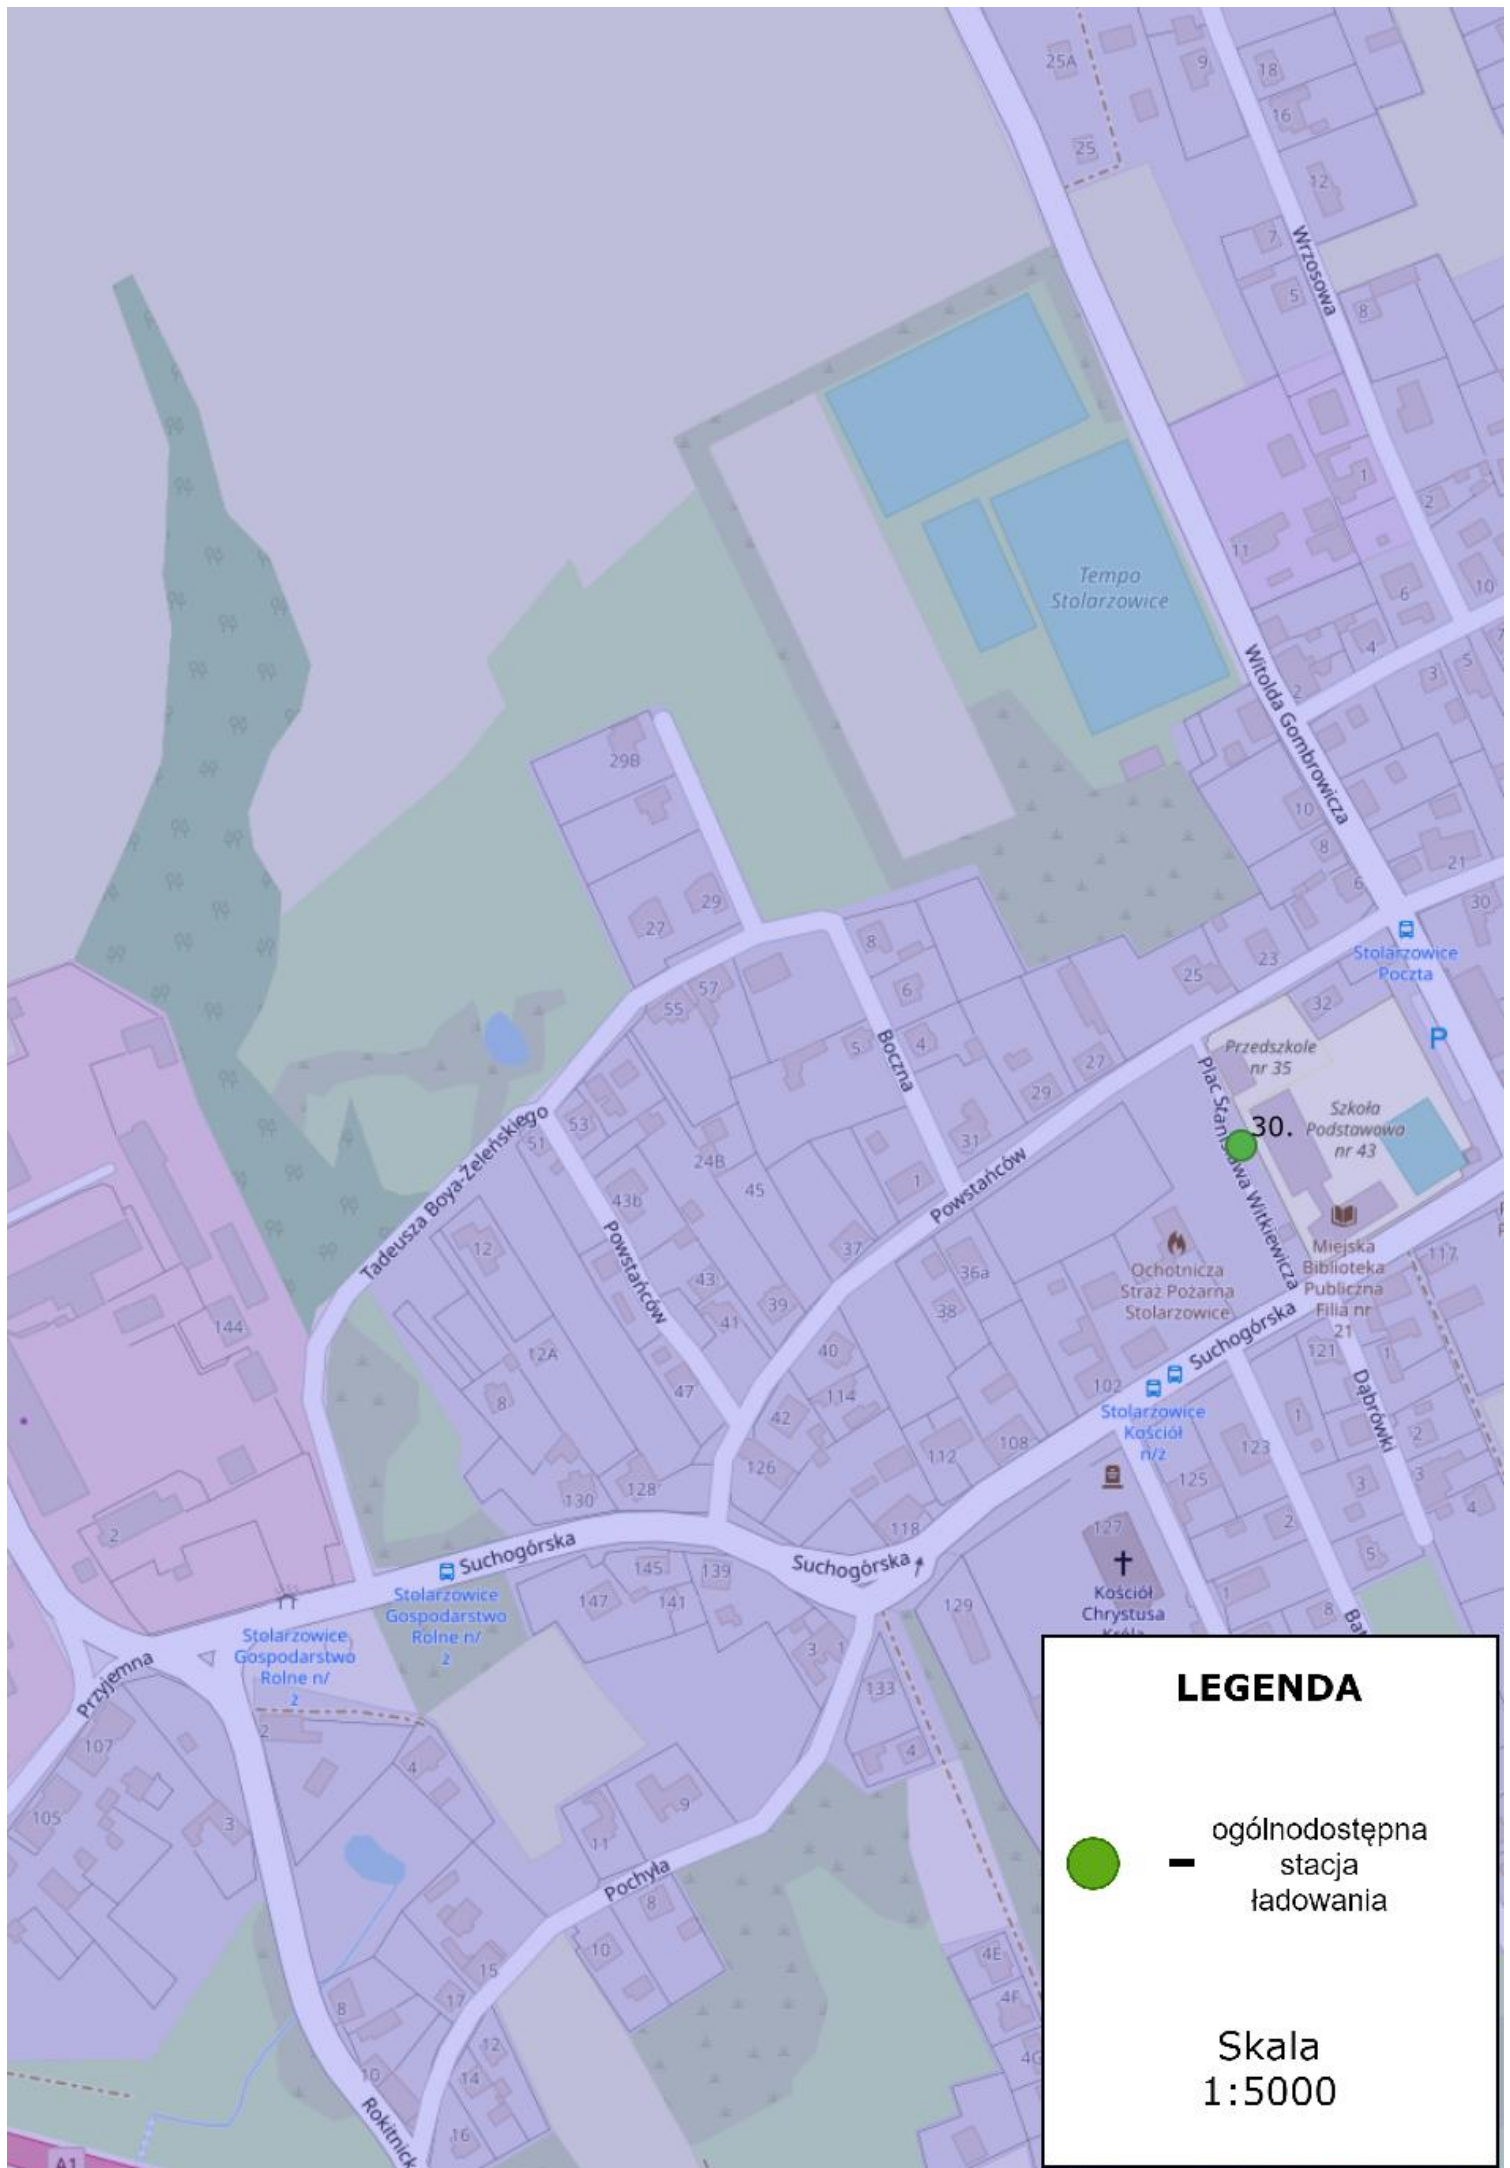 25A
9
18
16
25
12
7
Wrzosowa
5
8
1
2
11
Tempo
Stolarzowice
6
10
4
3
5
2
Witolda Gombrowicza
29B
10
8
21
6
30
29
27
8
23
Stolarzowice
Poczta
25
57
6
32
55
P
Boczna
5
4
Przedszkole
nr 35
27
29
Plac Stanisława Witkiewicza
Tadeusza Boya-Żeleńskiego
53
51
31
30.
Szkoła
Podstawowa
nr 43
24B
45
1
Powstańców
43b
12
Powstańców
37
36a
Ochotnicza
Straż Pożarna
Stolarzowice
Miejska
Biblioteka
Publiczna
Filia nr
21
117
43
39
38
41
144
12A
40
Suchogórska
121
1
47
8
114
102
Dąbrówki
Stolarzowice
Kościół
n/ż
42
1
2
112
108
123
126
125
3
3
128
130
4
2
2
118
127
5
Suchogórska
Suchogórska
145
139
Kościół
Chrystusa
Króla
Stolarzowice
Gospodarstwo
Rolne n/
ż
147
141
129
1
8
Bat
Stolarzowice
Gospodarstwo
Rolne n/
ż
3
1
Przyjemna
133
2
107
4
4
105
3
9
11
Pochyła
8
10
15
4E
17
8
4F
12
10
14
4G
Rokitnick
16
A1
LEGENDA
ogólnodostępna
– stacja
ładowania
Skala
1:5000